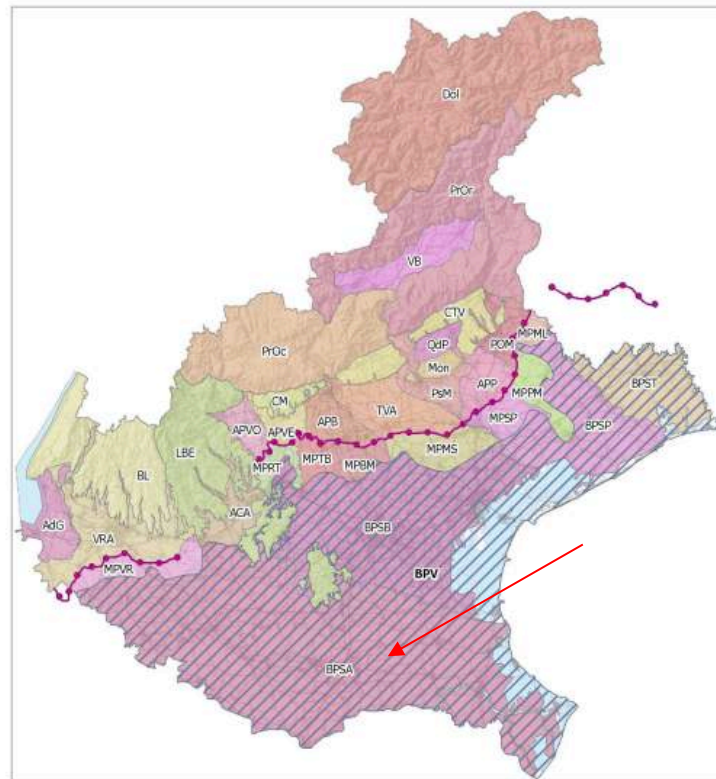 Dol
PrOr
VB
CTV
PrOc
QdP
POM
MPML
Mon
BPST
CM
PsM
APP
MPPM
APVO
APB
TVA
MPSP
BPSP
LBE
APVE
MPMS
MPRT
MPTB
MPBM
BL
ACA
AdG
VRA
BPSB
MPVR
BPV
BPSA